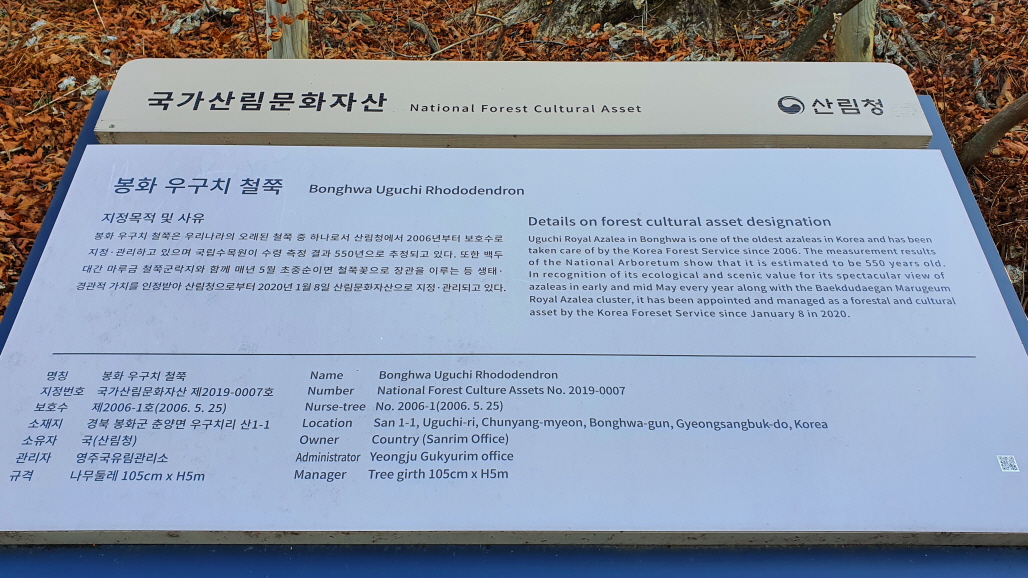 국가산림문화자산 National Forest Cultural Asset 산림청
봉화 우구치 철쭉 Bonghwa Uguchi Rhododendron
지정목적 및 사유
봉화 우구치 철쭉은 우리나라의 오래된 철쭉 중 하나로서 산림청에서 2006년부터 보호수로
지정·관리하고 있으며 국립수목원이 수령 측정 결과 550년으로 추정되고 있다. 또한 백두
대간 마루금 철쭉군락지와 함께 매년 5월 초중순이면 철쭉꽃으로 장관을 이루는 등 생태·
경관적 가치를 인정받아 산림청으로부터 2020년 1월 8일 산림문화자산으로 지정·관리되고 있다.
Details on forest cultural asset designation
Uguchi Royal Azalea in Bonghwa is one of the oldest azaleas in Korea and has been
taken care of by the Korea Forest Service since 2006. The measurement results
of the National Arboretum show that it is estimated to be 550 years old.
In recognition of its ecological and scenic value for its spectacular view of
azaleas in early and mid May every year along with the Baekdudaegan Marugeum
Royal Azalea cluster, it has been appointed and managed as a forestal and cultural
asset by the Korea Foreset Service since January 8 in 2020.
명칭 봉화 우구치 철쭉
지정번호 국가산림문화자산 제2019-0007호
보호수 제2006-1호(2006. 5. 25)
소재지 경북 봉화군 춘양면 우구치리 산1-1
소유자 국(산림청)
관리자 영주국유림관리소
규격 나무둘레 105cm x H5m
Name Bonghwa Uguchi Rhododendron
Number National Forest Culture Assets No. 2019-0007
Nurse-tree No. 2006-1(2006. 5. 25)
Location San 1-1, Uguchi-ri, Chunyang-myeon, Bonghwa-gun, Gyeongsangbuk-do, Korea
Owner Country (Sanrim Office)
Administrator Yeongju Gukyurim office
Manager Tree girth 105cm x H5m